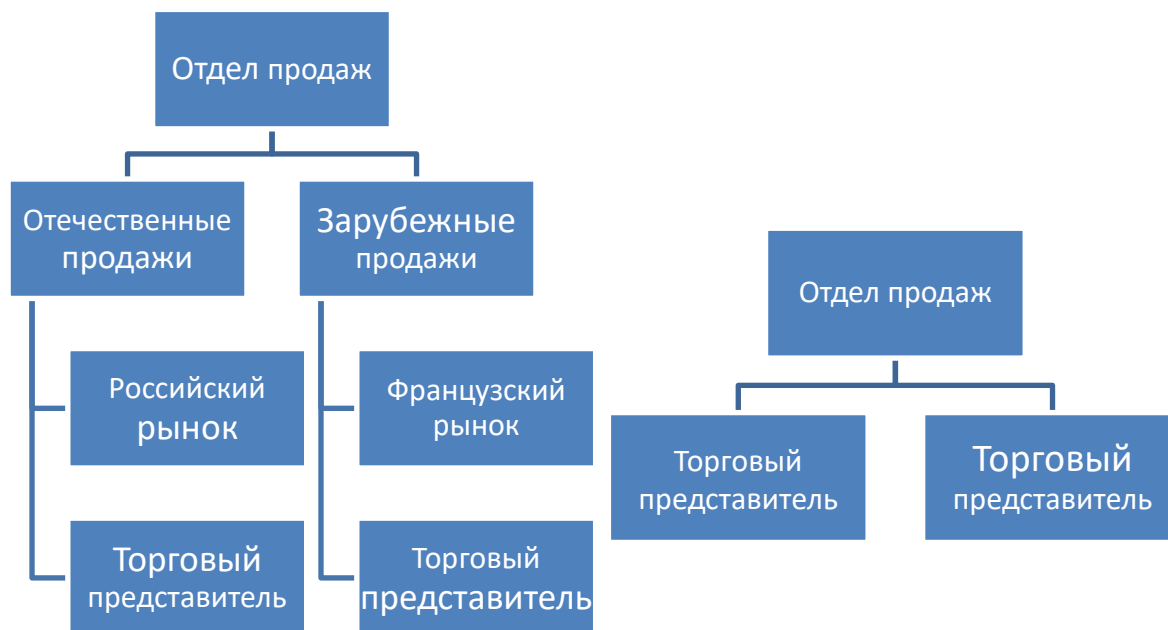 Отдел продаж
Отечественные
продажи
Зарубежные
продажи
Российский
рынок
Французский
рынок
Торговый
представитель
Торговый
представитель
Отдел продаж
Торговый
представитель
Торговый
представитель